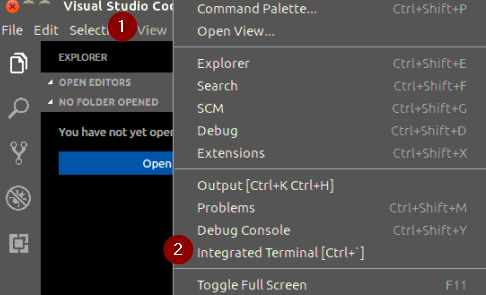 Visual Studio Cod
File Edit Selecti 1 View
EXPLORER
OPEN EDITORS
NO FOLDER OPENED
You have not yet open
Open
Command Palette... Ctrl+Shift+P
Open View...
Explorer Ctrl+Shift+E
Search Ctrl+Shift+F
SCM Ctrl+Shift+G
Debug Ctrl+Shift+D
Extensions Ctrl+Shift+X
Output [Ctrl+K Ctrl+H]
Problems Ctrl+Shift+M
Debug Console Ctrl+Shift+Y
2 Integrated Terminal [Ctrl+`]
Toggle Full Screen F11